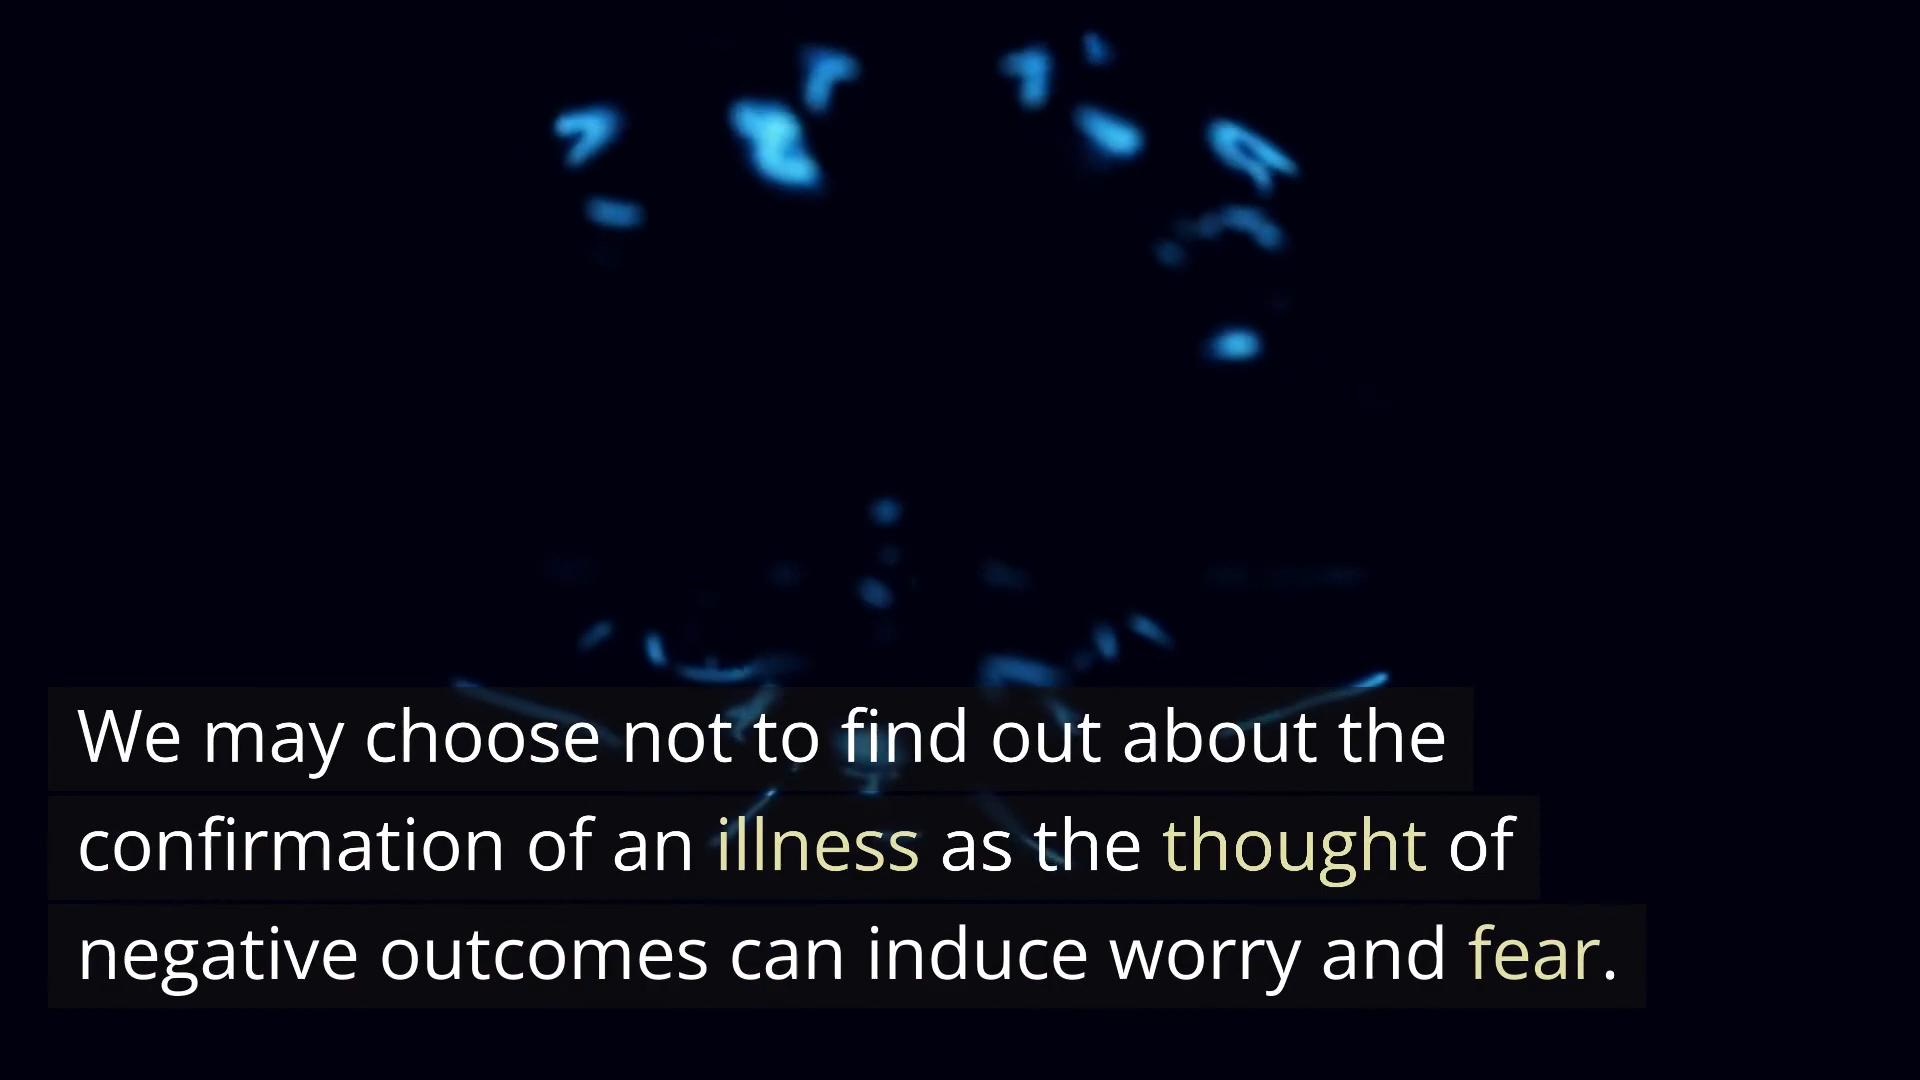 We may choose not to find out about the
confirmation of an illness as the thought of
negative outcomes can induce worry and fear.